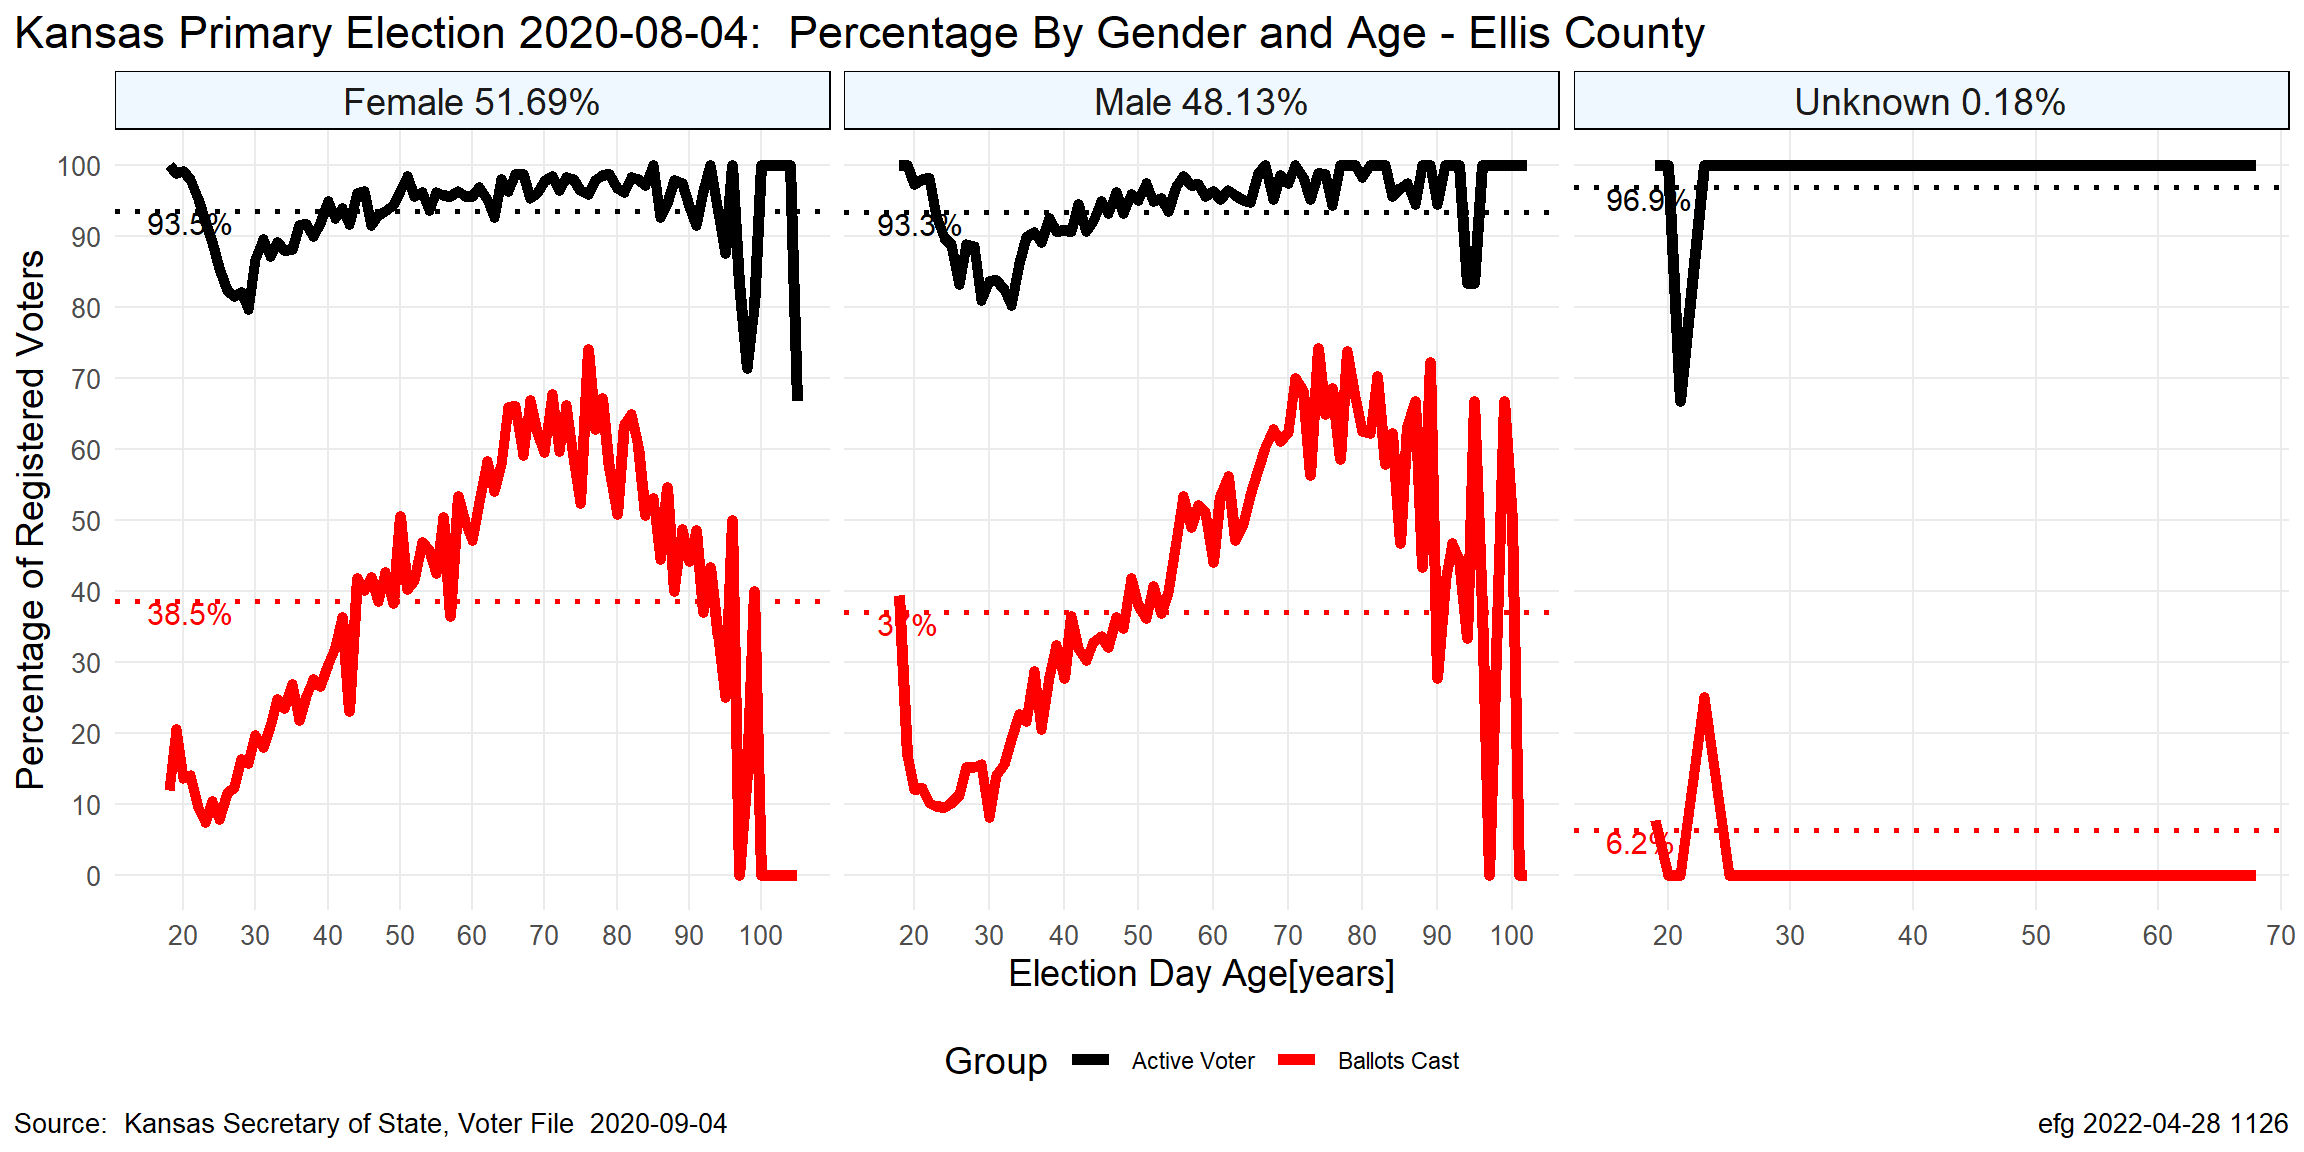 Kansas Primary Election 2020-08-04:  Percentage By Gender and Age - Ellis County
Female 51.69%
Male 48.13%
Unknown 0.18%
Percentage of Registered Voters
100
90
80
70
60
50
40
30
20
10
0
93.5%
38.5%
93.3%
37%
96.9%
6.2%
20 30 40 50 60 70 80 90 100
20 30 40 50 60 70 80 90 100
20 30 40 50 60 70
Election Day Age[years]
Group Active Voter Ballots Cast
Source:  Kansas Secretary of State, Voter File  2020-09-04
efg 2022-04-28 1126